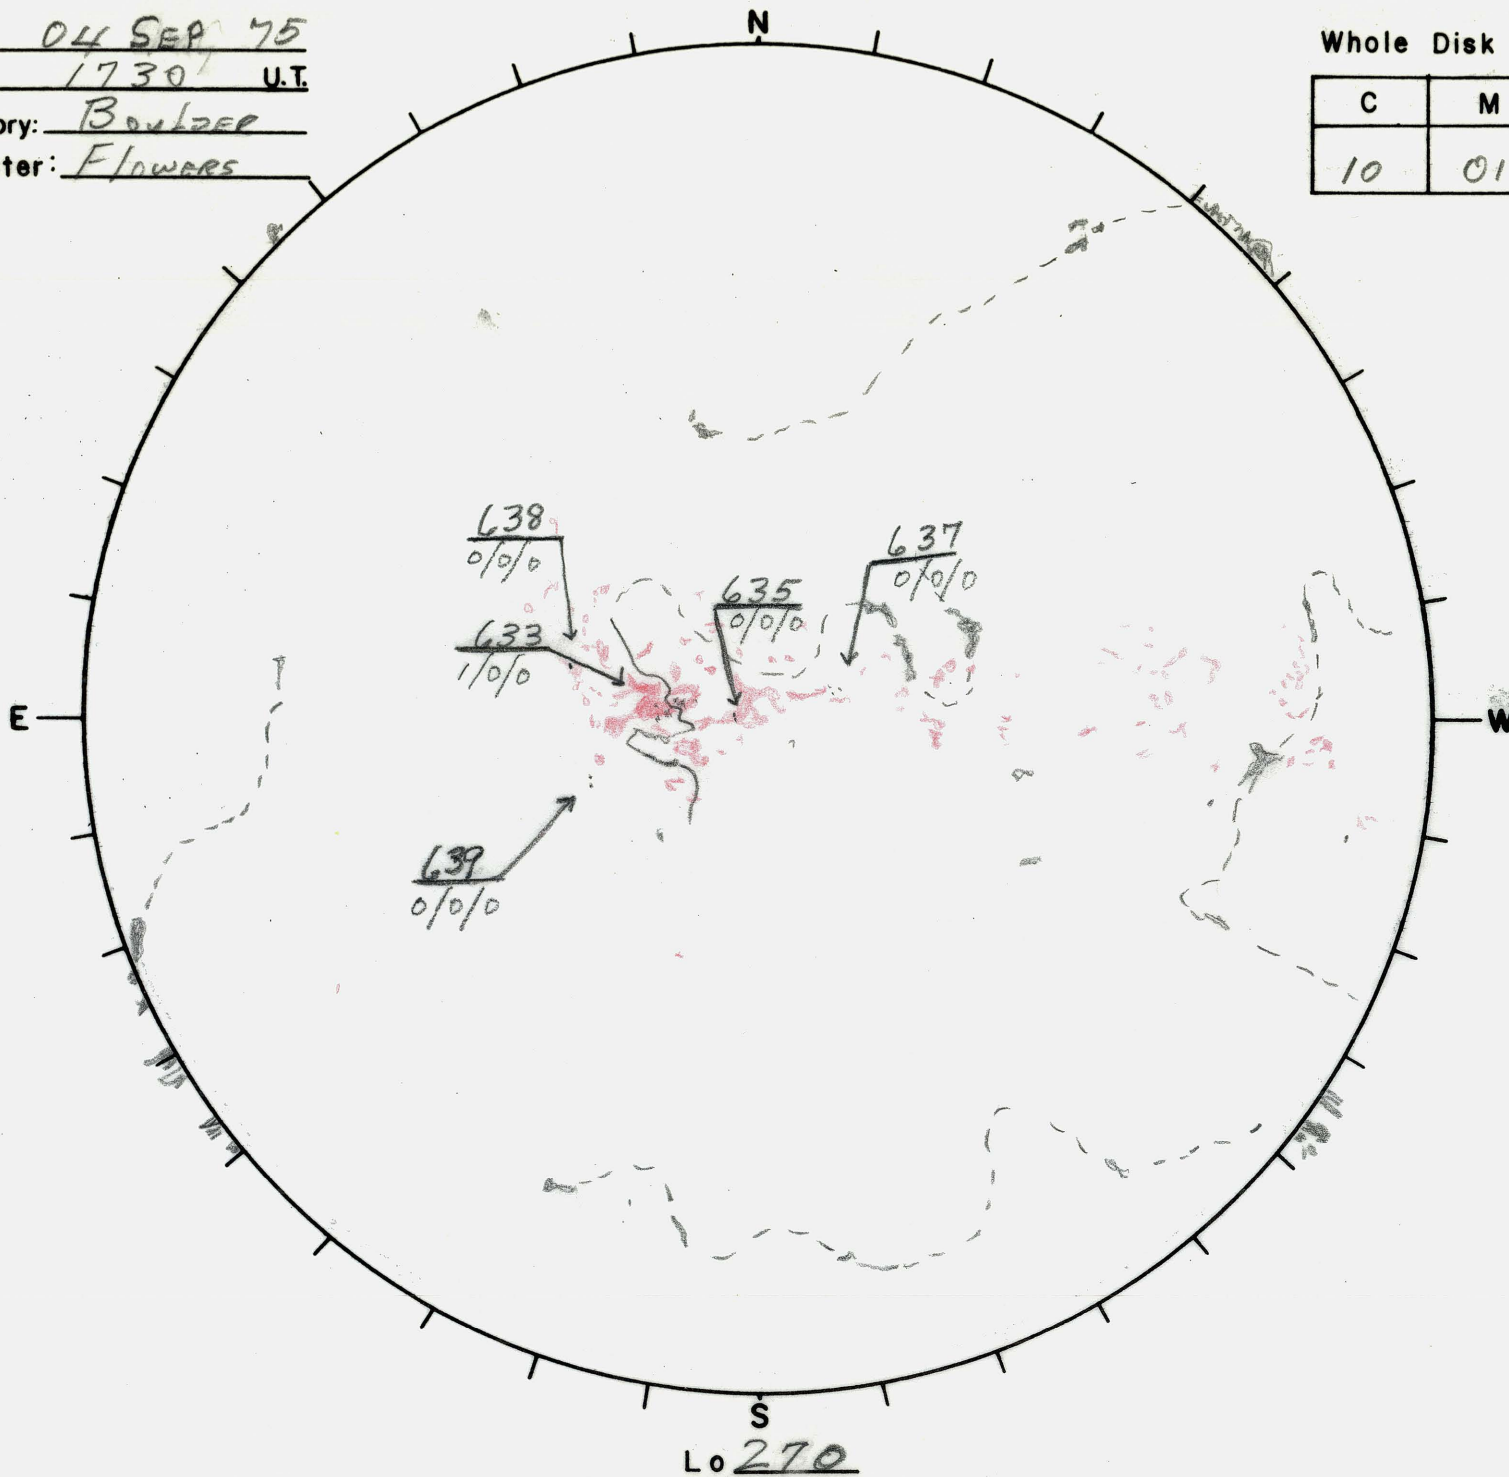 04 SEP 75
1730 U.T.
ory: BOULDER
ter: Flowers
N
Whole Disk
C M
10 01
638
0/0/0
637
0/0/0
635
0/0/0
633
1/0/0
E
W
639
0/0/0
S
Lo 270